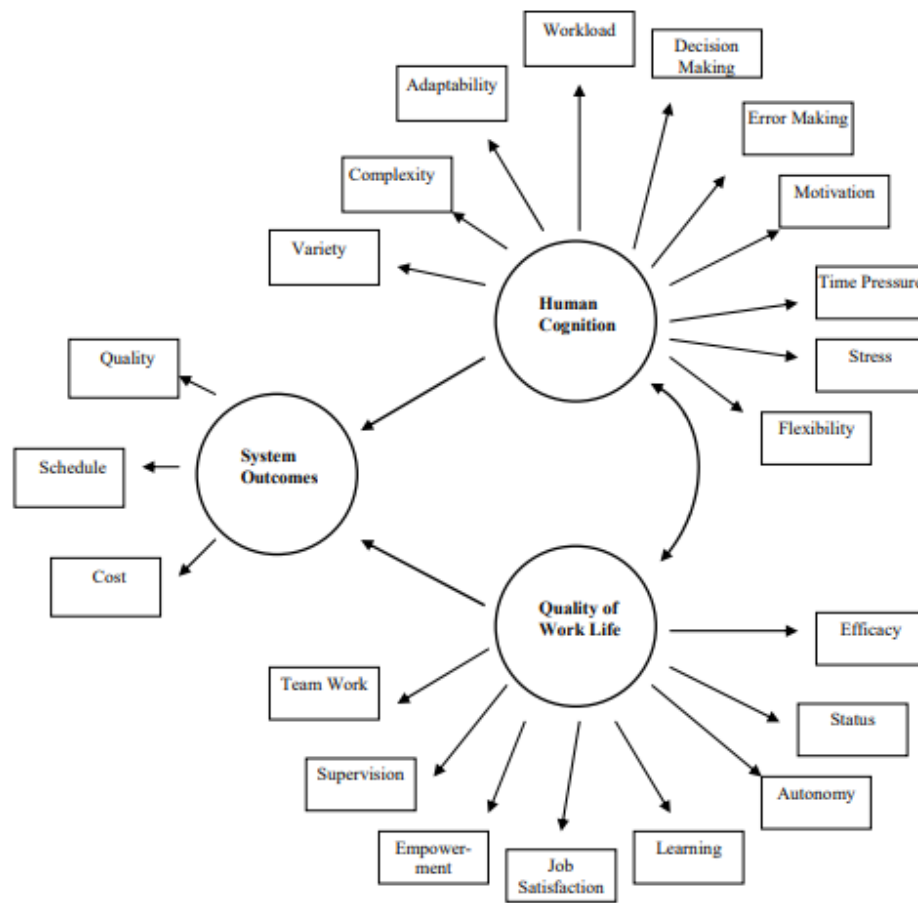 Workload
Decision
Making
Adaptability
Error Making
Complexity
Motivation
Variety
Human
Cognition
Time Pressure
Quality
Stress
Flexibility
System
Outcomes
Schedule
Cost
Quality of
Work Life
Efficacy
Team Work
Status
Supervision
Autonomy
Empower-
ment
Job
Satisfaction
Learning